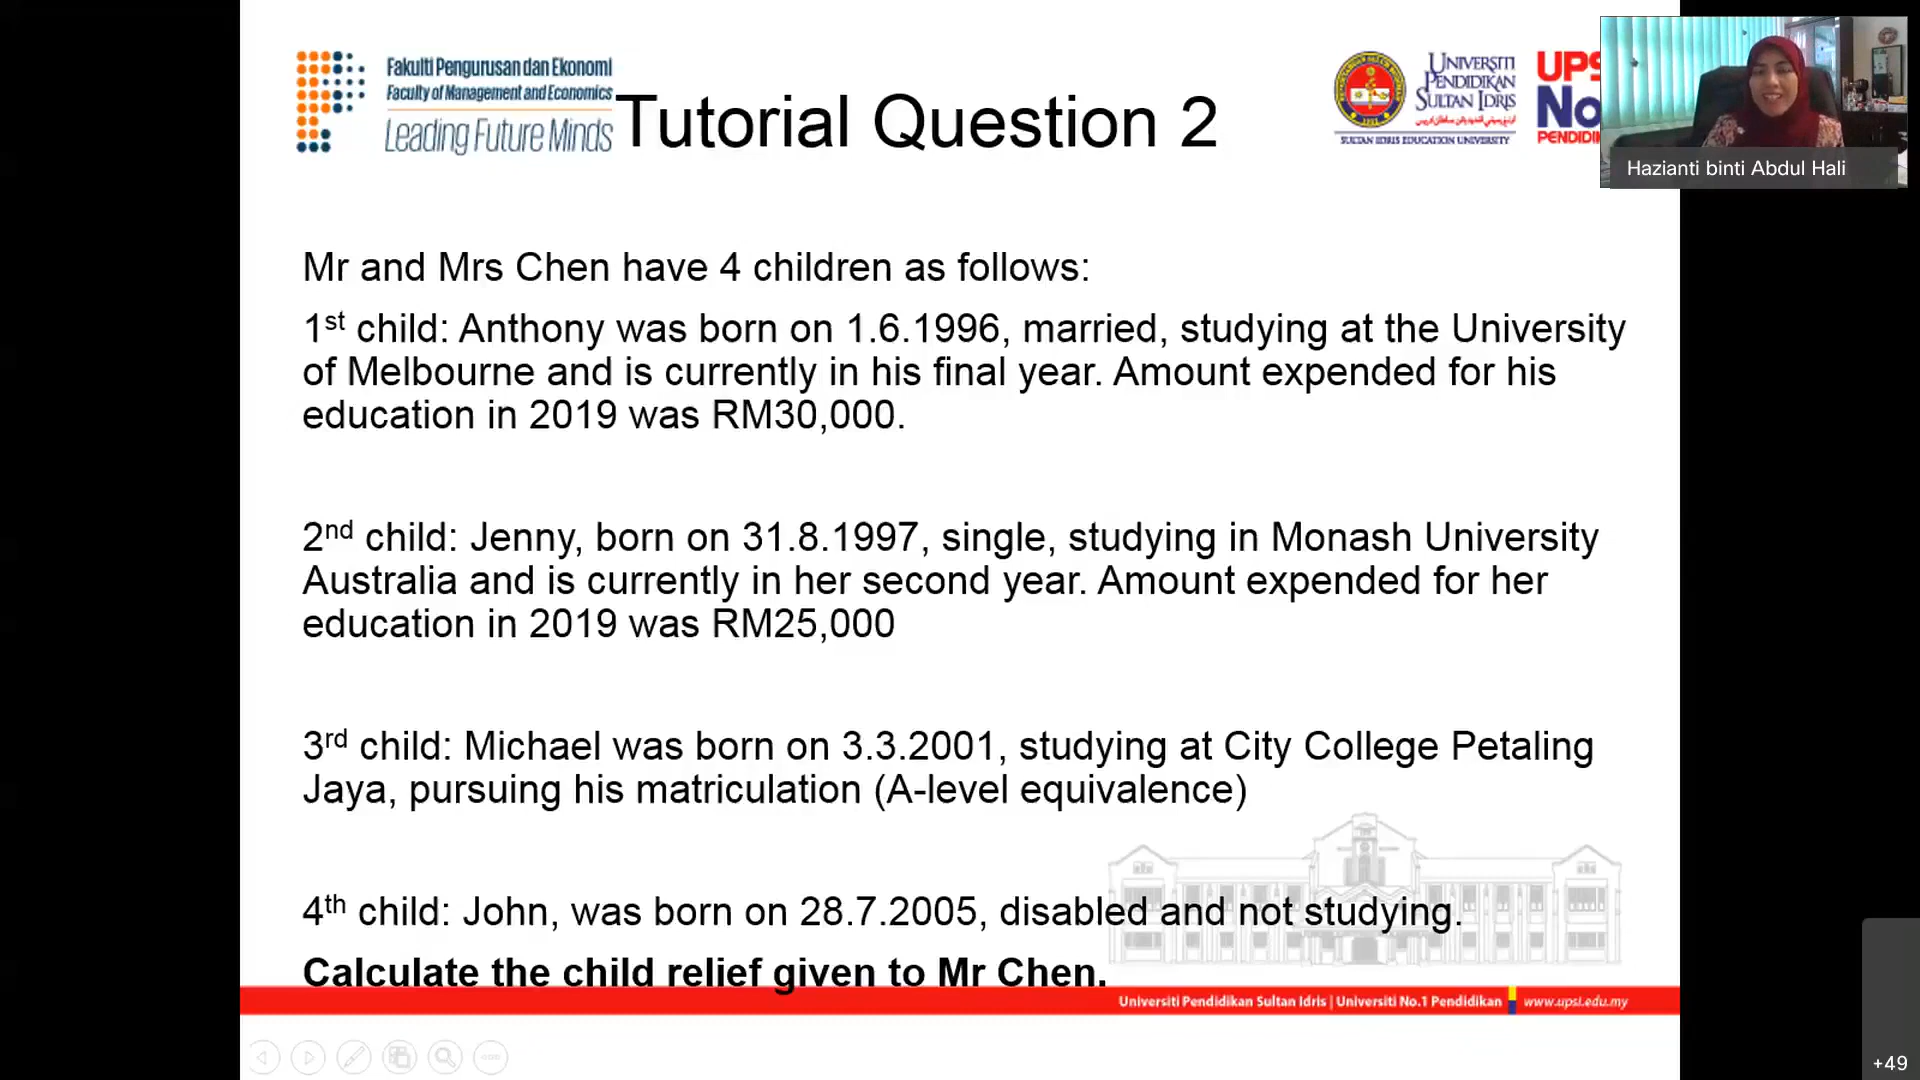 Fakulti Pengurusan dan Ekonomi
Faculty of Management and Economics
Leading Future Minds
Tutorial Question 2
UNIVERSITI
PENDIDIKAN
SULTAN IDRIS
SULTAN IDRIS EDUCATION UNIVERSITY
UPS
No
PENDIDI
Hazianti binti Abdul Hali
Mr and Mrs Chen have 4 children as follows:
1st child: Anthony was born on 1.6.1996, married, studying at the University
of Melbourne and is currently in his final year. Amount expended for his
education in 2019 was RM30,000.
2nd child: Jenny, born on 31.8.1997, single, studying in Monash University
Australia and is currently in her second year. Amount expended for her
education in 2019 was RM25,000
3rd child: Michael was born on 3.3.2001, studying at City College Petaling
Jaya, pursuing his matriculation (A-level equivalence)
4th child: John, was born on 28.7.2005, disabled and not studying.
Calculate the child relief given to Mr Chen.
Universiti Pendidikan Sultan Idris | Universiti No.1 Pendidikan
www.upsi.edu.my
+49